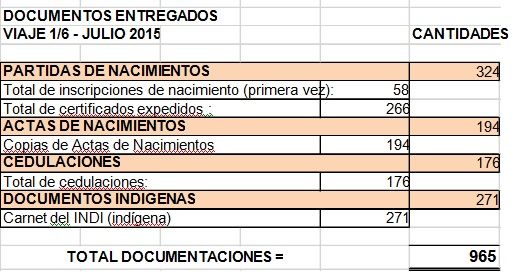 DOCUMENTOS ENTREGADOS
VIAJE 1/6 - JULIO 2015 CANTIDADES
PARTIDAS DE NACIMIENTOS 324
Total de inscripciones de nacimiento (primera vez): 58
Total de certificados expedidos : 266
ACTAS DE NACIMIENTOS 194
Copias de Actas de Nacimientos 194
CEDULACIONES 176
Total de cedulaciones: 176
DOCUMENTOS INDIGENAS 271
Carnet del INDI (indígena) 271
TOTAL DOCUMENTACIONES = 965